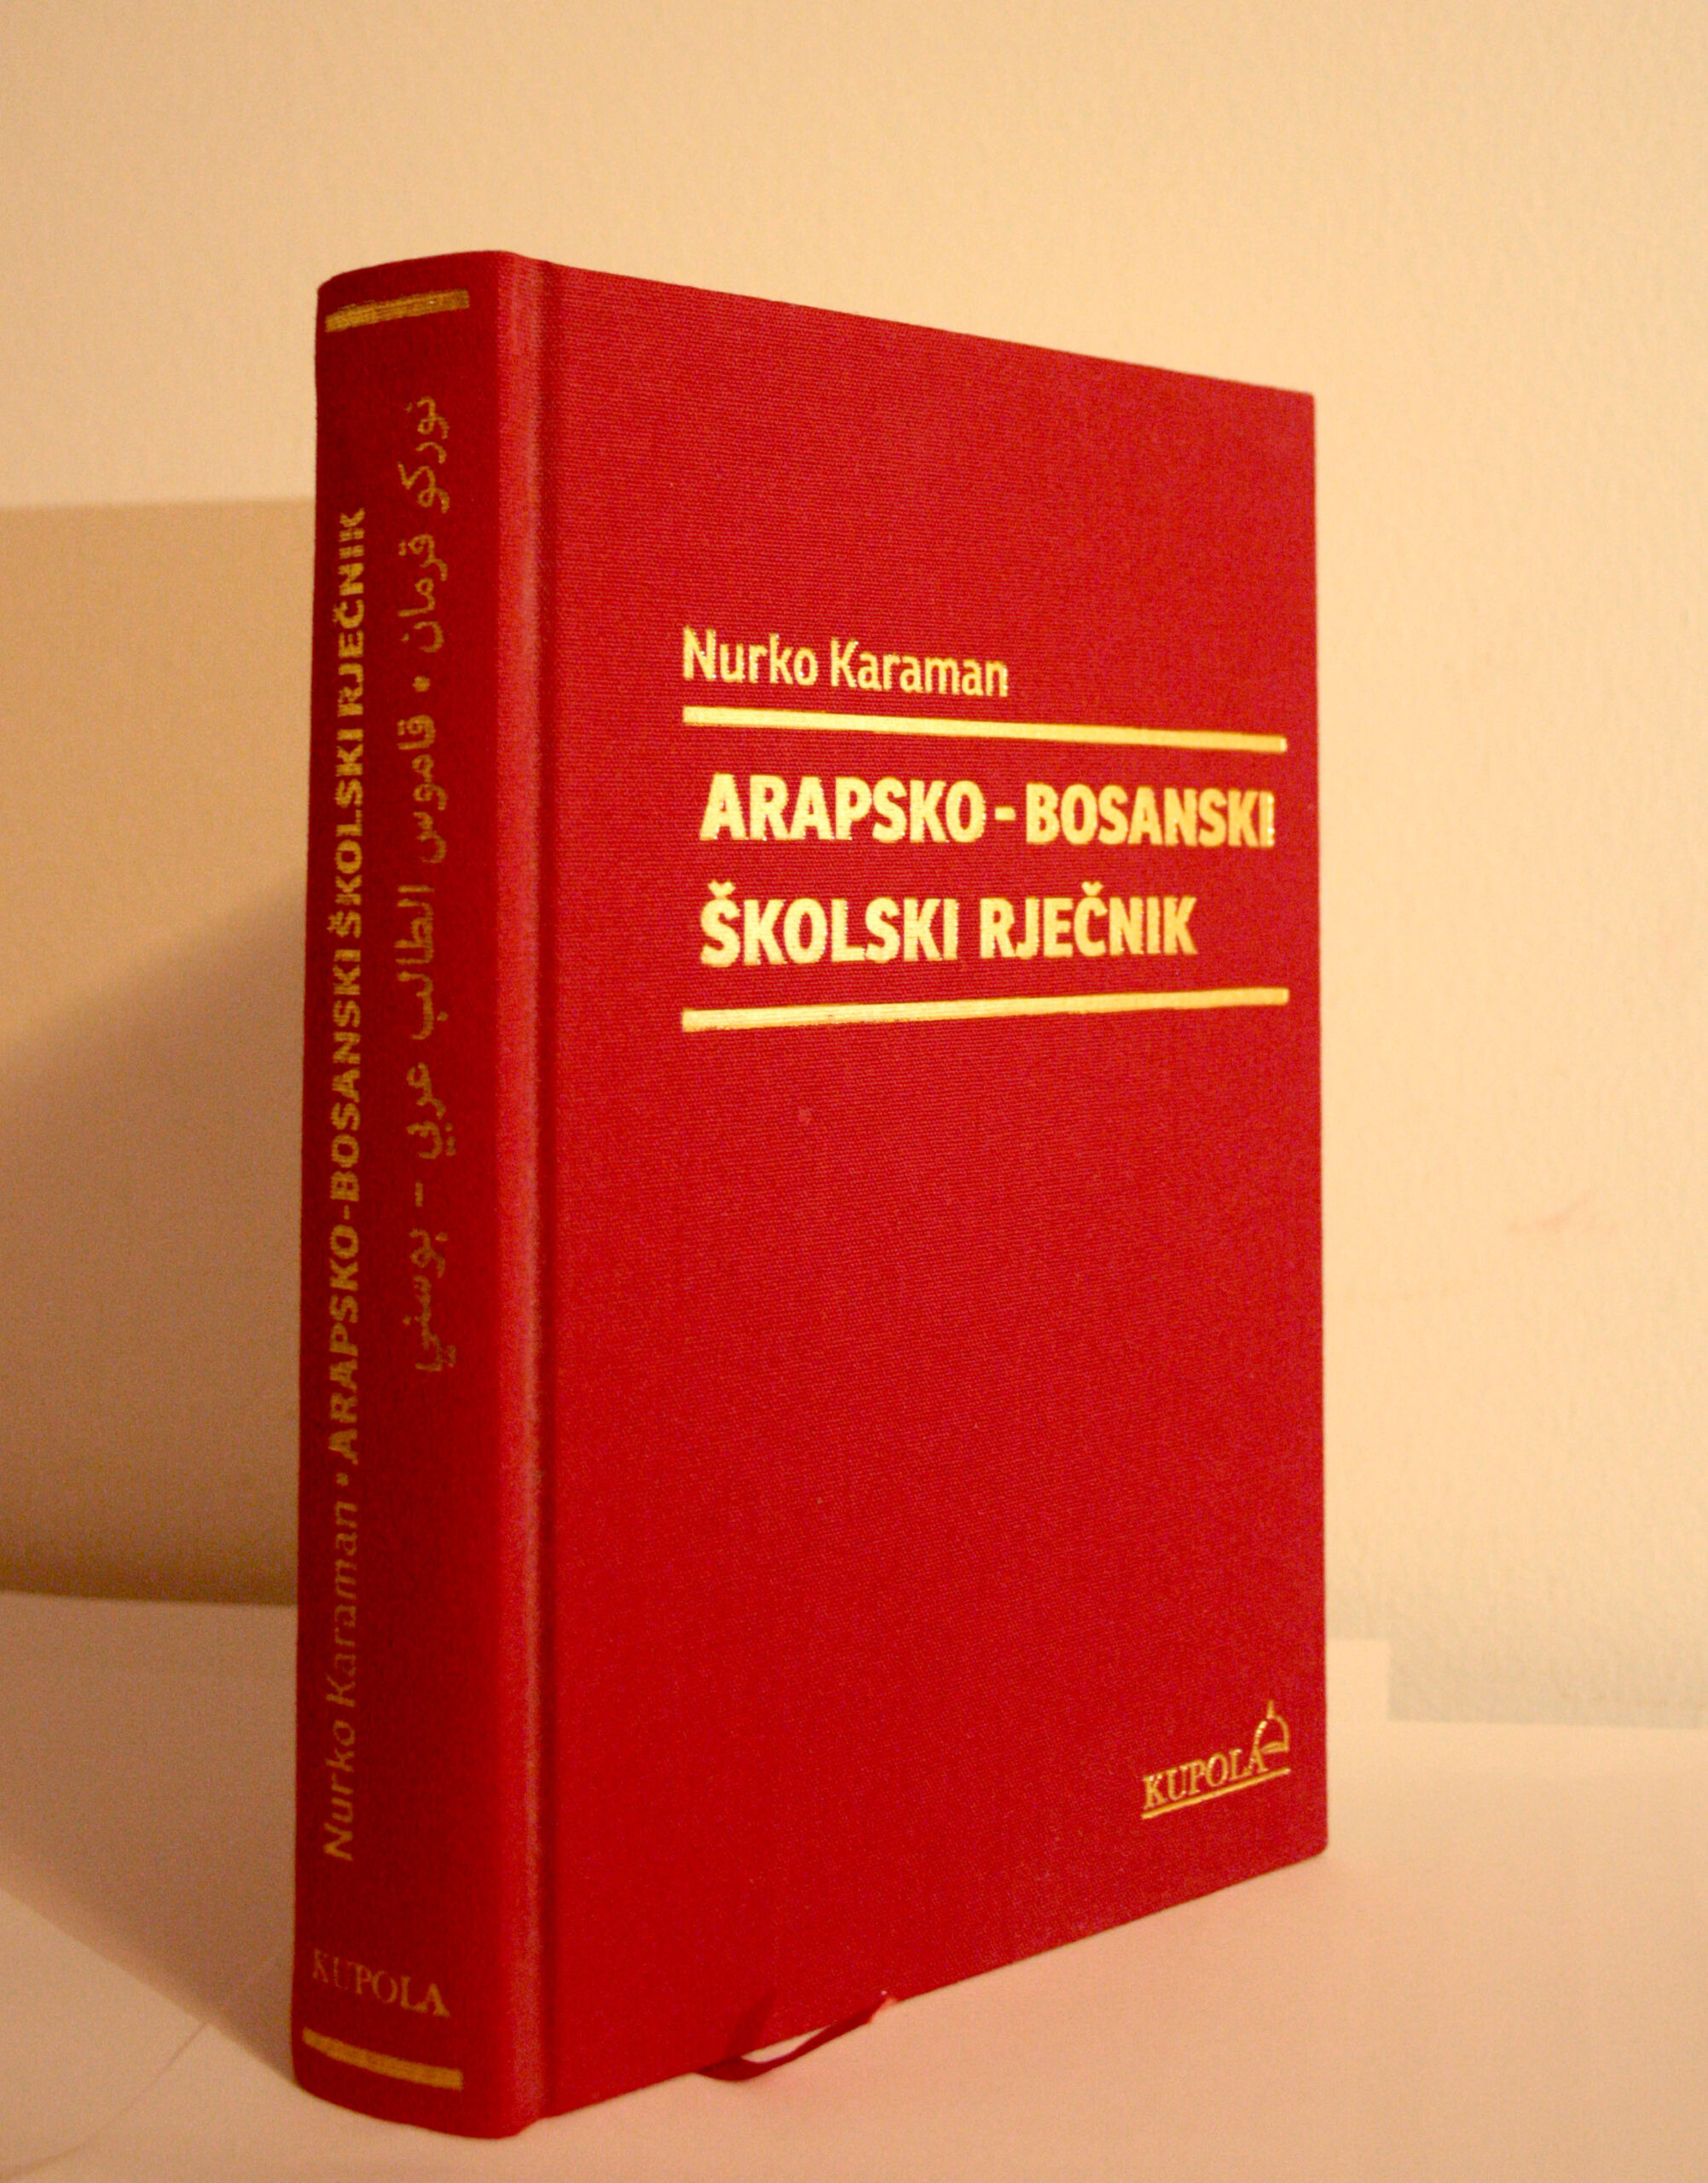 Nurko Karaman
ARAPSKO-BOSANSKI
ŠKOLSKI RJEČNIK
KUPOLA
Nurko Karaman • ARAPSKO-BOSANSKI ŠKOLSKI RJEČNIK
نوركو قرمان • قاموس الطالب عربي - بوسنيا
KUPOLA